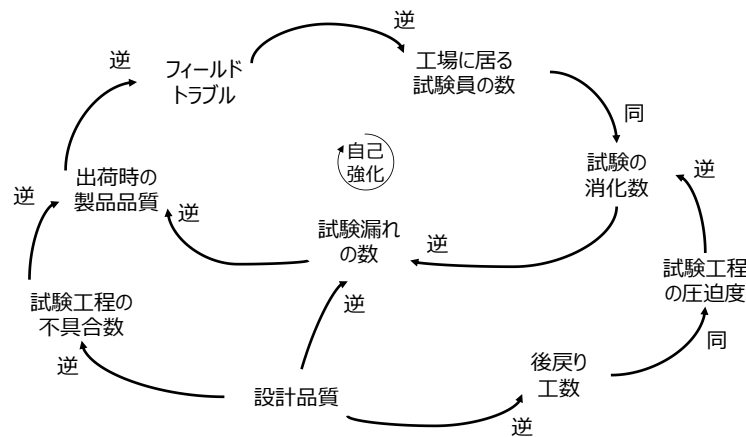 逆
フィールド
トラブル
逆
工場に居る
試験員の数
同
試験の
消化数
逆
自己
強化
逆
出荷時の
製品品質
逆
試験漏れ
の数
逆
試験工程の
不具合数
逆
試験工程
の圧迫度
逆
設計品質
後戻り
工数
同
逆